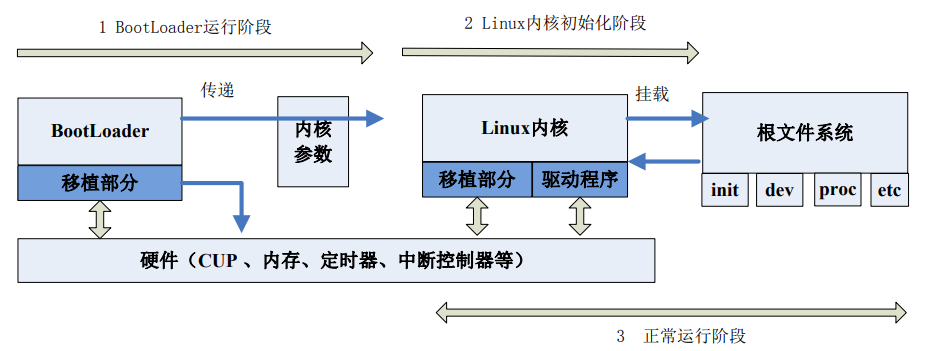 1 BootLoader运行阶段
2 Linux内核初始化阶段
传递
挂载
BootLoader
内核
参数
Linux内核
根文件系统
移植部分
移植部分
驱动程序
init
dev
proc
etc
硬件（CUP 、内存、定时器、中断控制器等）
3 正常运行阶段